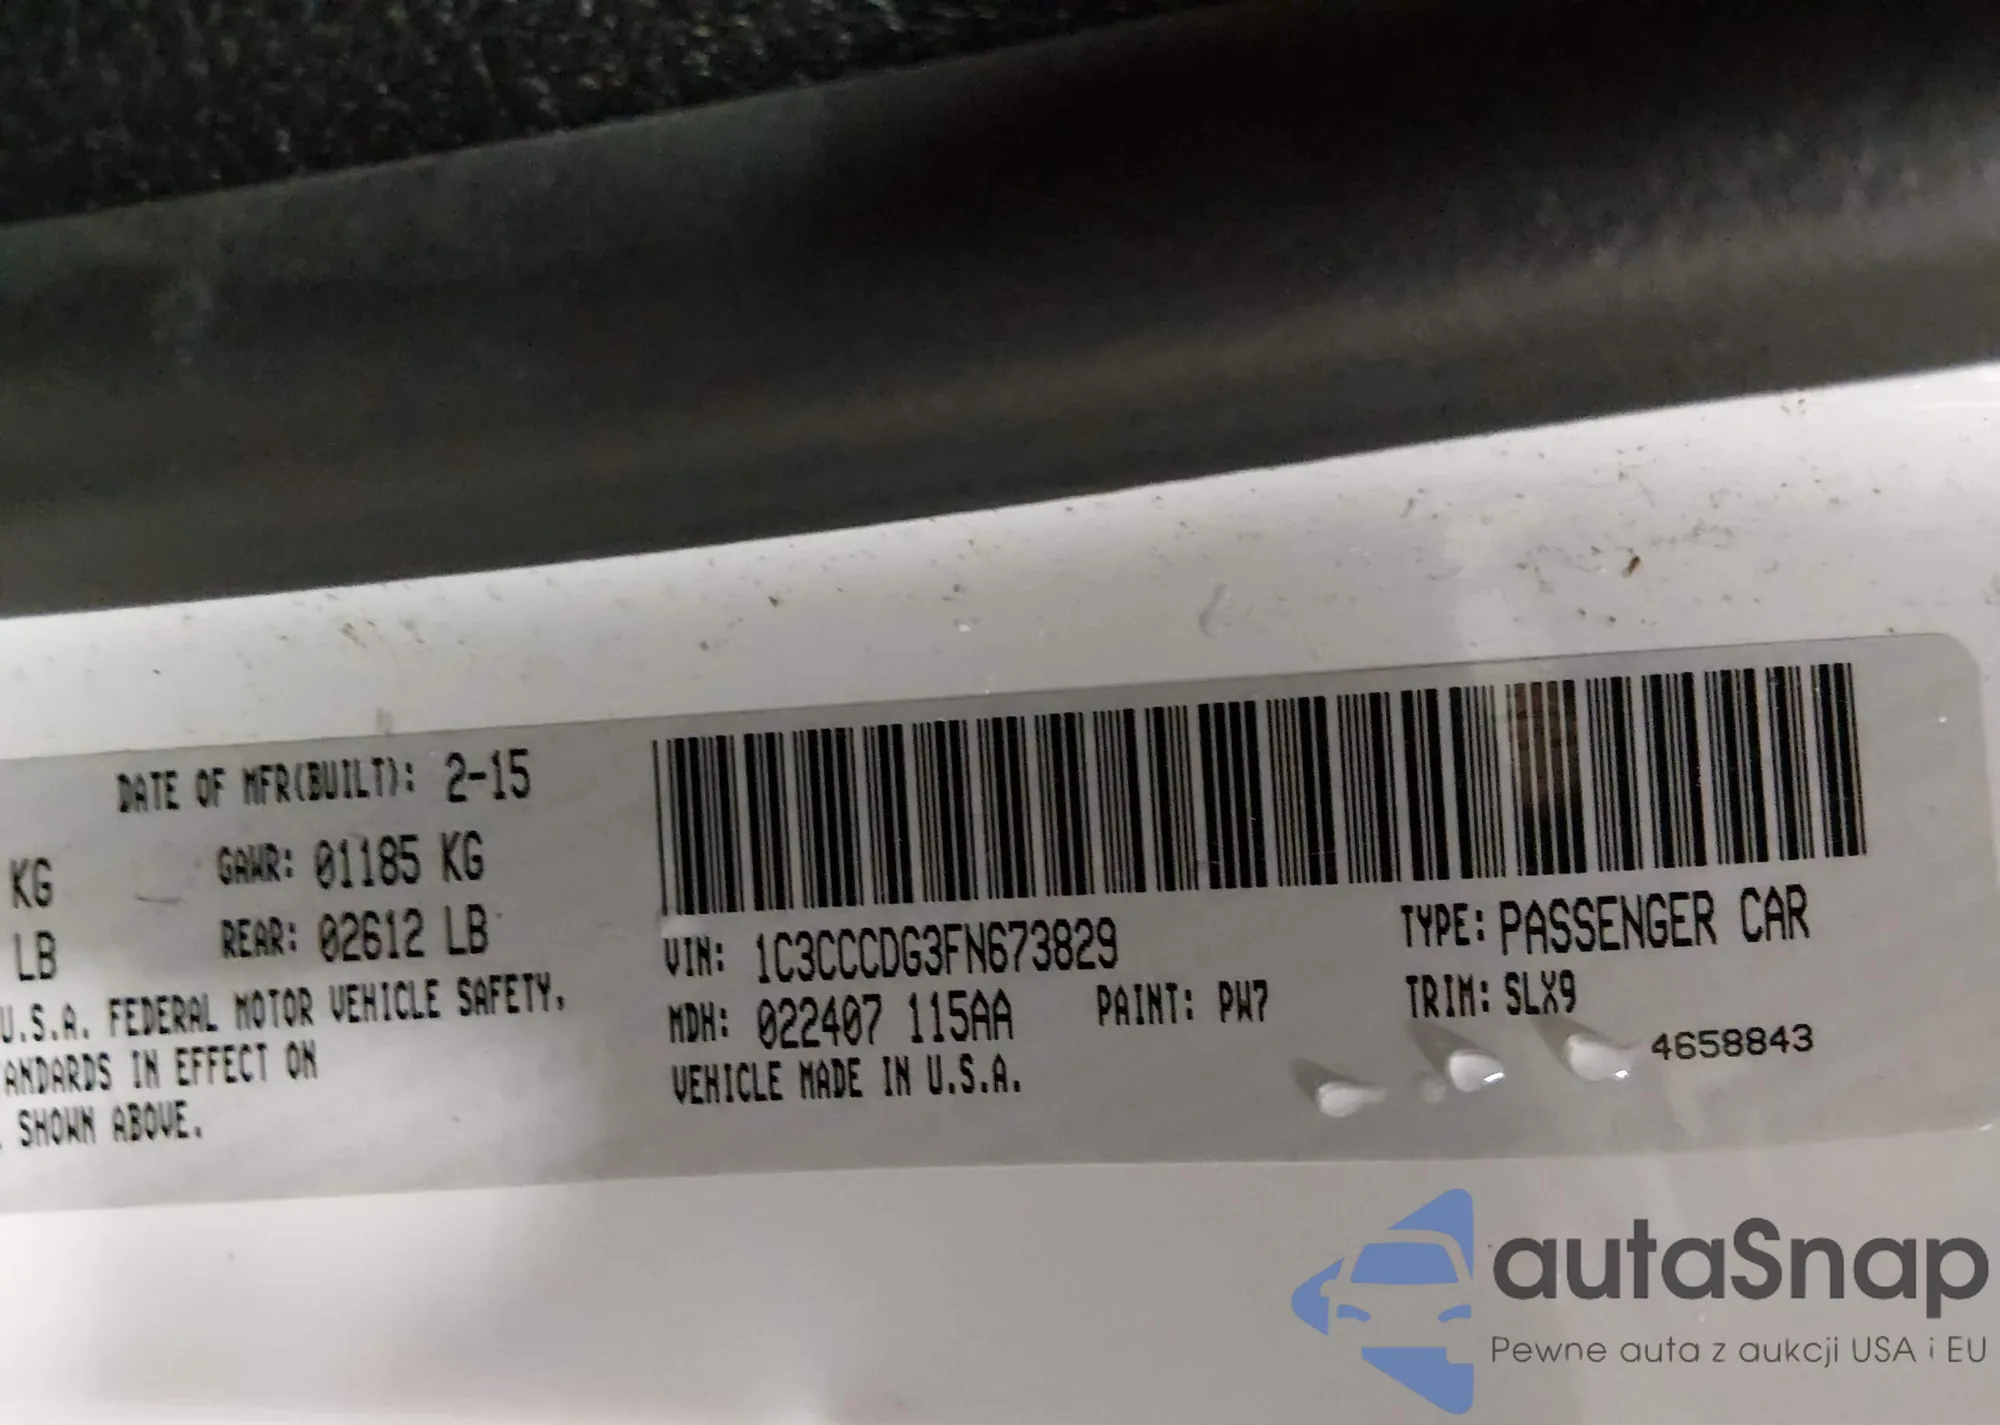 DATE OF MFR(BUILT): 2-15
KG GAWR: 01185 KG
LB REAR: 02612 LB
U.S.A. FEDERAL MOTOR VEHICLE SAFETY,
ANDARDS IN EFFECT ON
SHOWN ABOVE.
VIN: 1C3CCCDG3FN673829 TYPE: PASSENGER CAR
MDH: 022407 115AA PAINT: PW7 TRIM: SLX9
VEHICLE MADE IN U.S.A. 4658843
autaSnap
Pewne auta z aukcji USA i EU